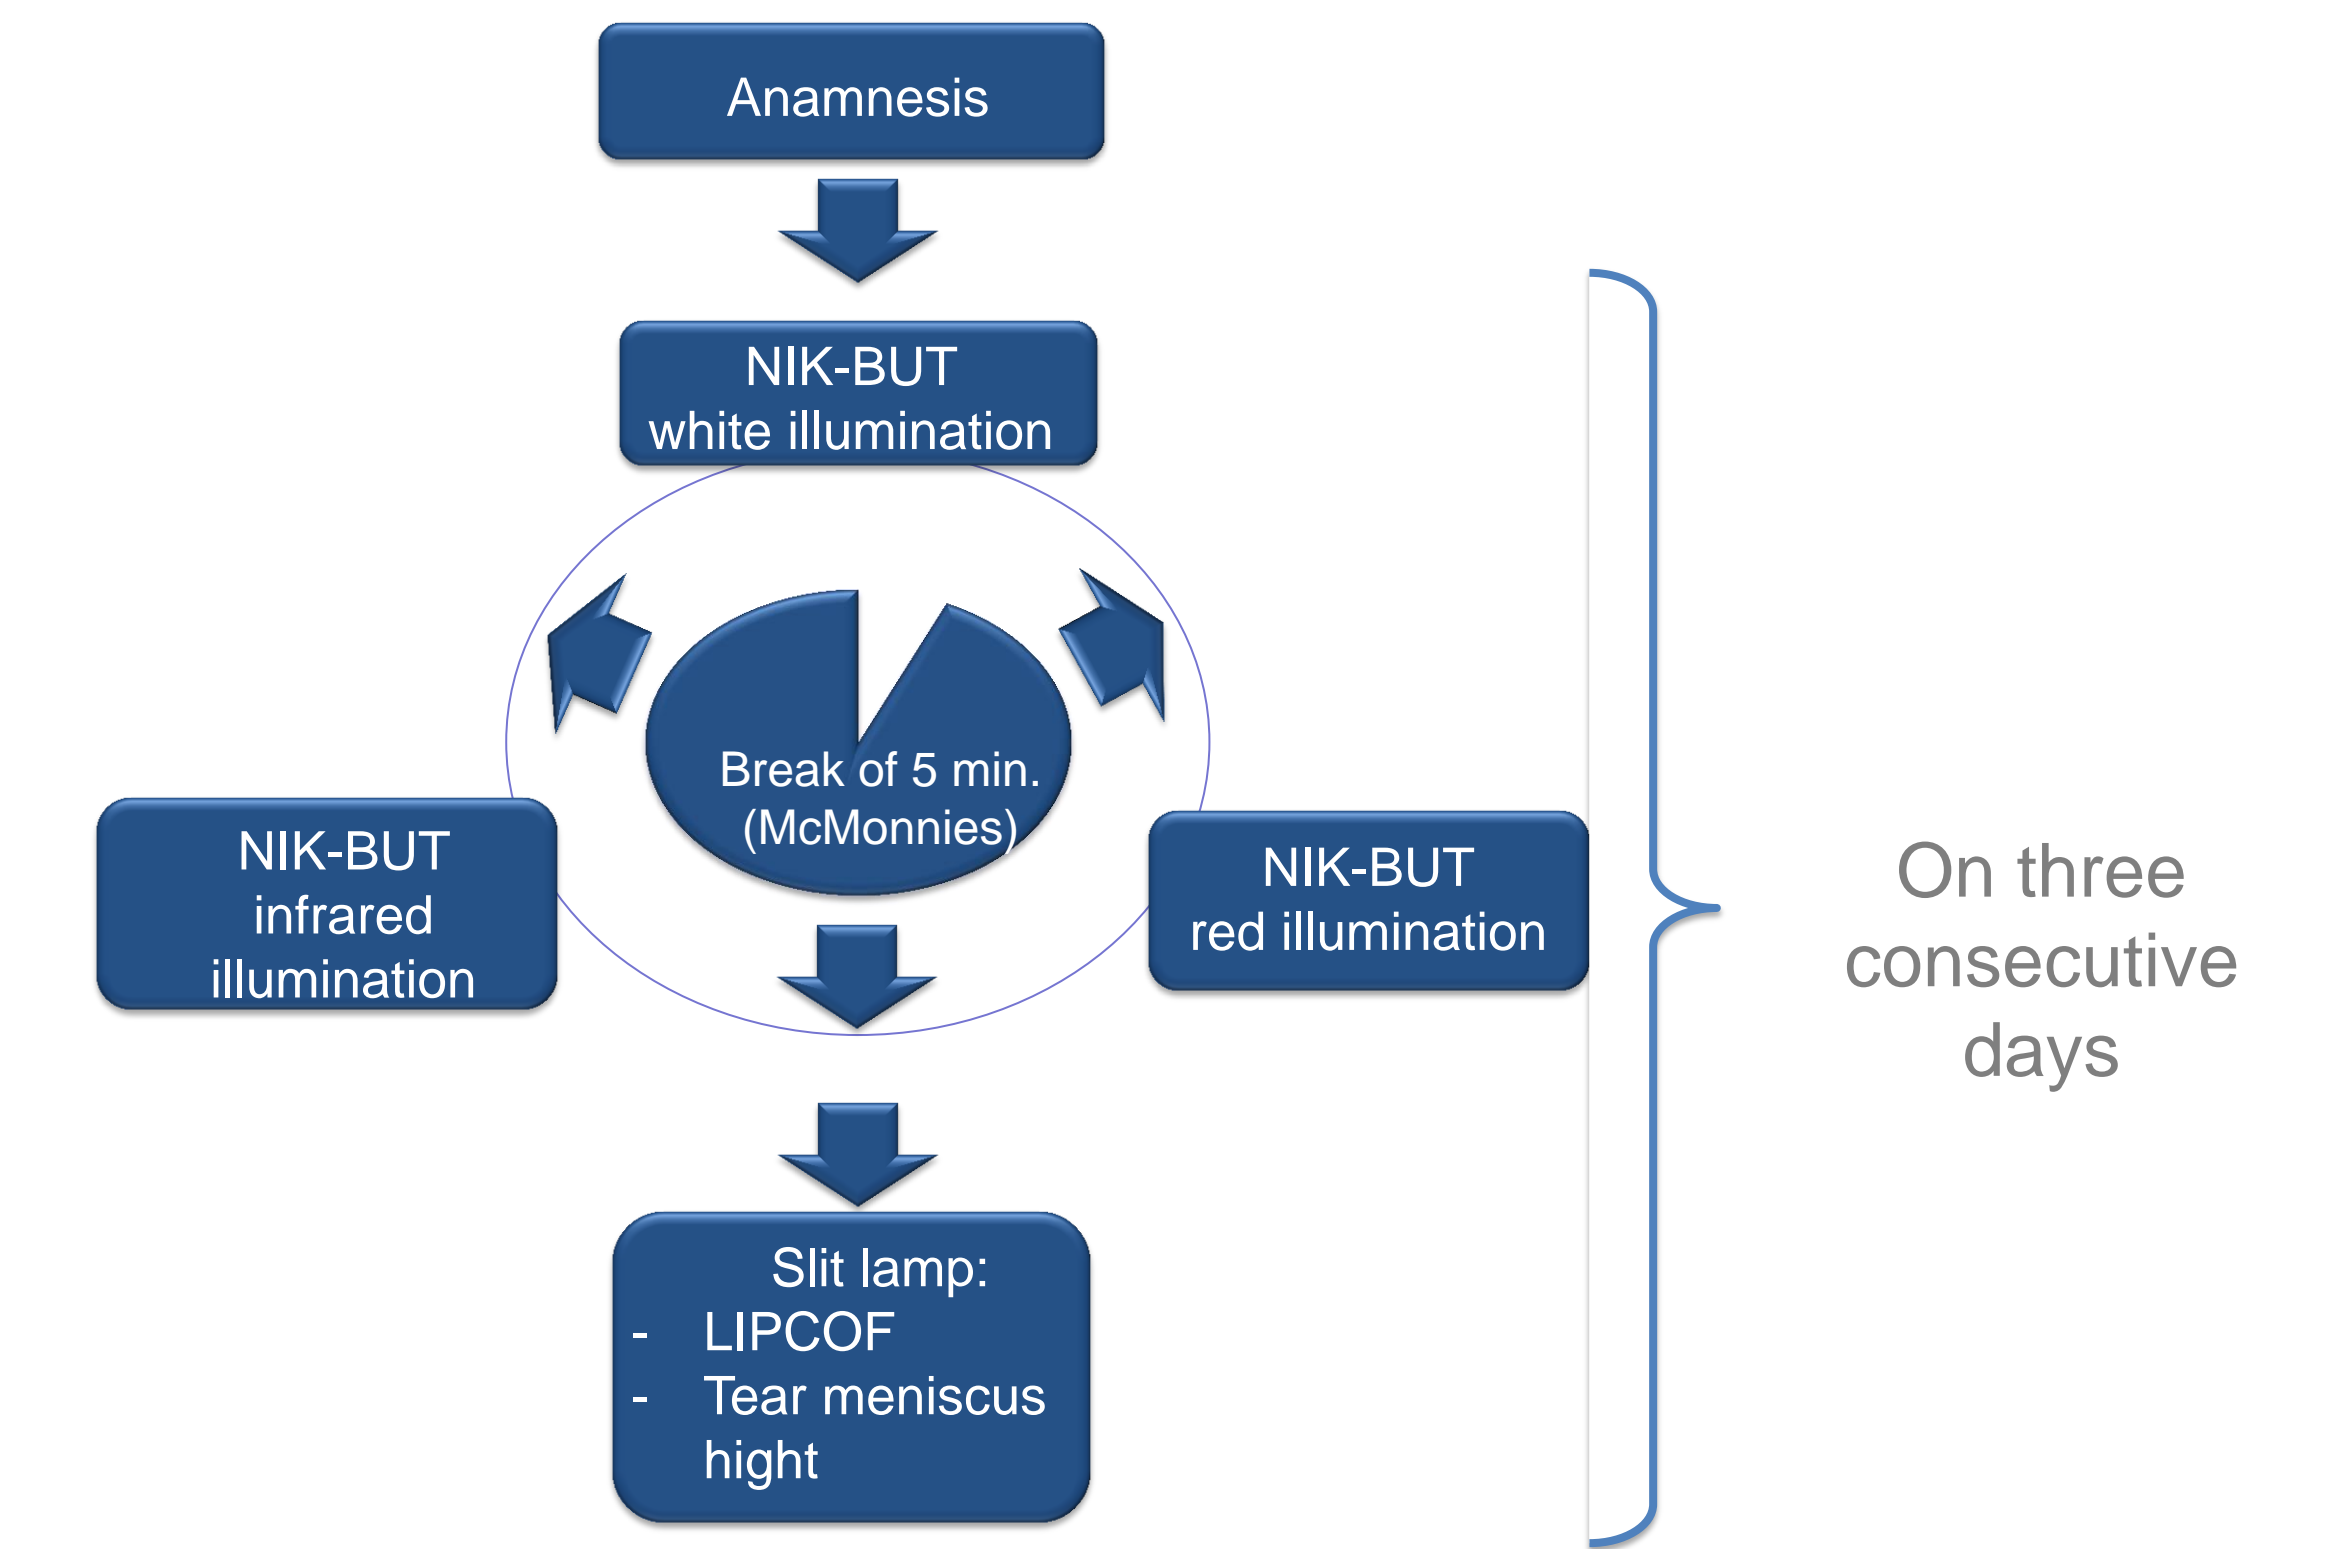 Anamnesis
NIK-BUT
white illumination
Break of 5 min.
(McMonnies)
NIK-BUT
infrared
illumination
NIK-BUT
red illumination
On three
consecutive
days
Slit lamp:
- LIPCOF
- Tear meniscus
hight